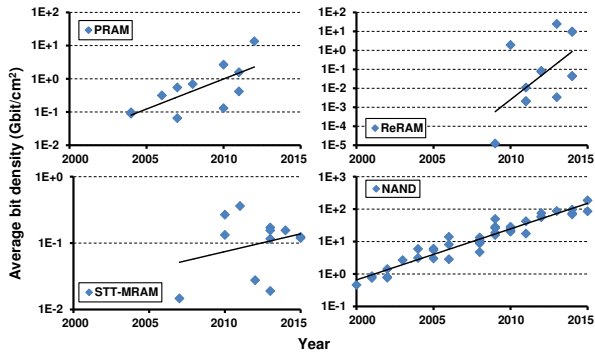 Average bit density (Gbit/cm²)
1E+2
1E+1
1E+0
1E-1
1E-2
PRAM
2000 2005 2010 2015
1E+2
1E+1
1E+0
1E-1
1E-2
1E-3
1E-4
1E-5
ReRAM
2000 2005 2010 2015
1E+0
1E-1
1E-2
STT-MRAM
2000 2005 2010 2015
1E+3
1E+2
1E+1
1E+0
1E-1
NAND
2000 2005 2010 2015
Year